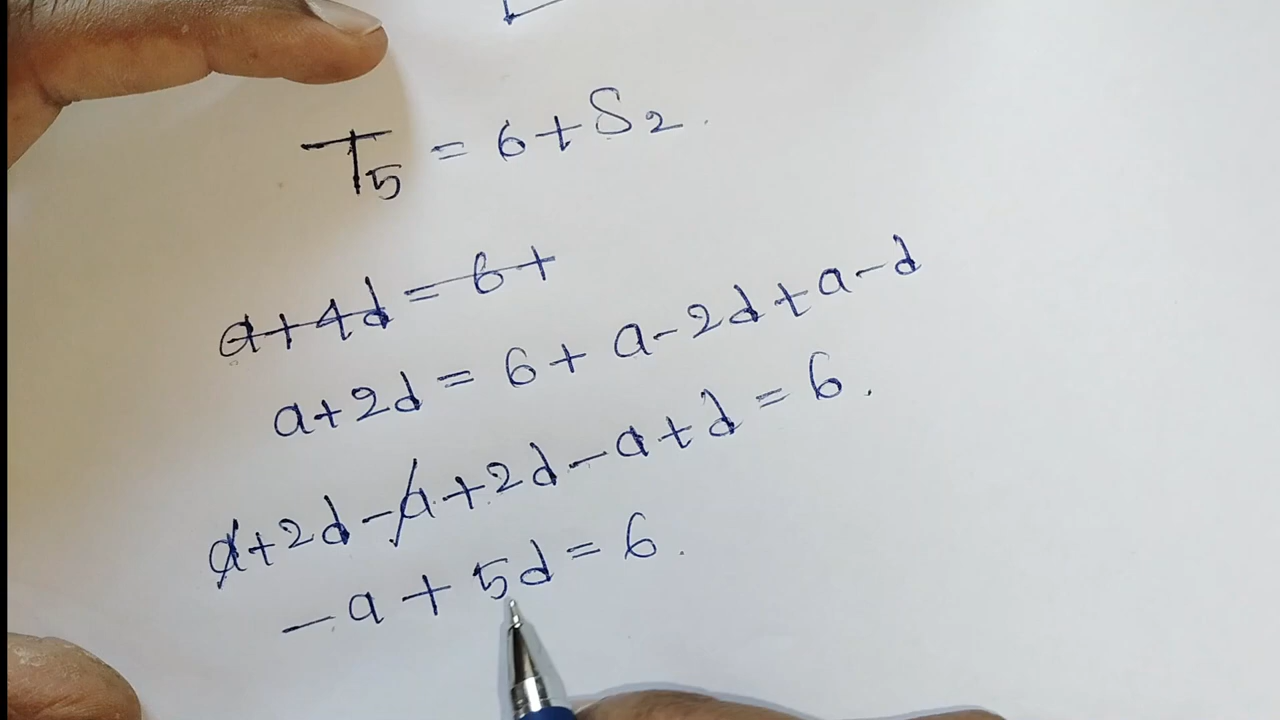 T5 = 6 + S2.
a + 4d = 6 +
a + 2d = 6 + a - 2d + a - d
a + 2d - a + 2d - a + d = 6.
- a + 5d = 6.